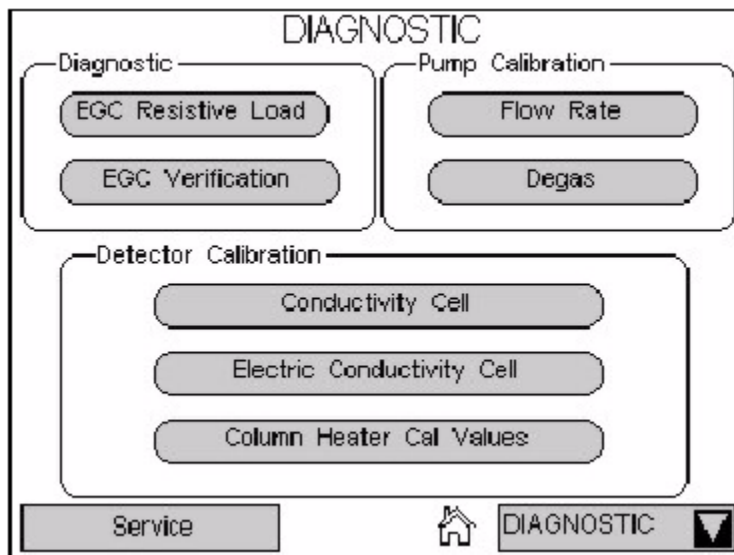 DIAGNOSTIC
Diagnostic
Pump Calibration
EGC Resistive Load
Flow Rate
EGC Verification
Degas
Detector Calibration
Conductivity Cell
Electric Conductivity Cell
Column Heater Cal Values
Service
DIAGNOSTIC